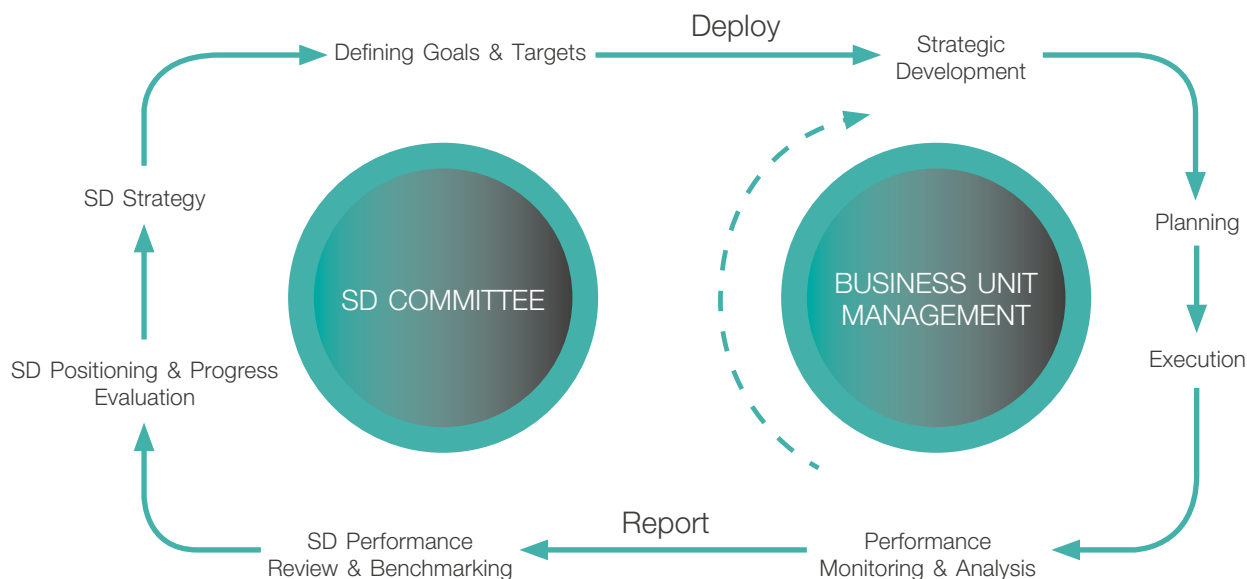 Deploy
Defining Goals & Targets
Strategic
Development
SD Strategy
Planning
SD COMMITTEE
BUSINESS UNIT
MANAGEMENT
SD Positioning & Progress
Evaluation
Execution
Report
SD Performance
Review & Benchmarking
Performance
Monitoring & Analysis